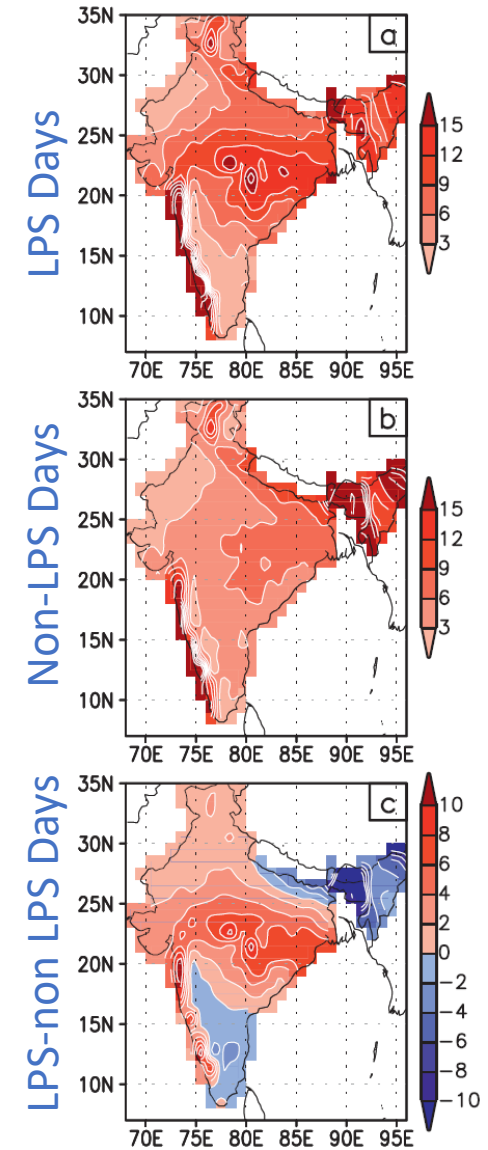 LPS Days
a
35N
30N
25N
20N
15N
10N
70E 75E 80E 85E 90E 95E
15
12
9
6
3
Non-LPS Days
b
35N
30N
25N
20N
15N
10N
70E 75E 80E 85E 90E 95E
15
12
9
6
3
LPS-non LPS Days
c
35N
30N
25N
20N
15N
10N
70E 75E 80E 85E 90E 95E
10
8
6
4
2
0
−2
−4
−6
−8
−10